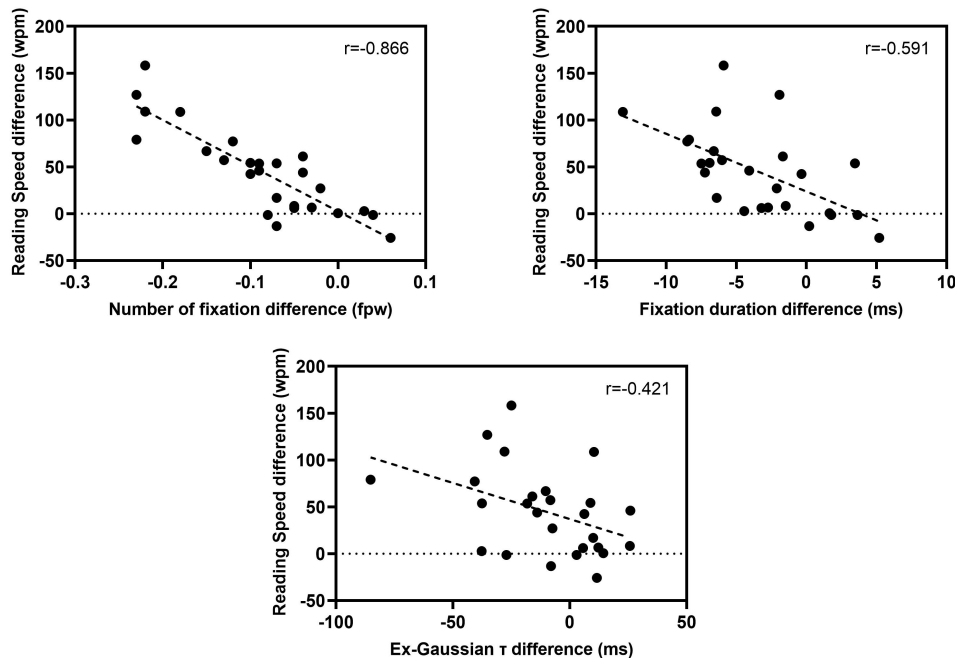 Reading Speed difference (wpm)
200
150
100
50
0
-50
r=-0.866
-0.3 -0.2 -0.1 0.0 0.1
Number of fixation difference (fpw)
Reading Speed difference (wpm)
200
150
100
50
0
-50
r=-0.591
-15 -10 -5 0 5 10
Fixation duration difference (ms)
Reading Speed difference (wpm)
200
150
100
50
0
-50
r=-0.421
-100 -50 0 50
Ex-Gaussian τ difference (ms)